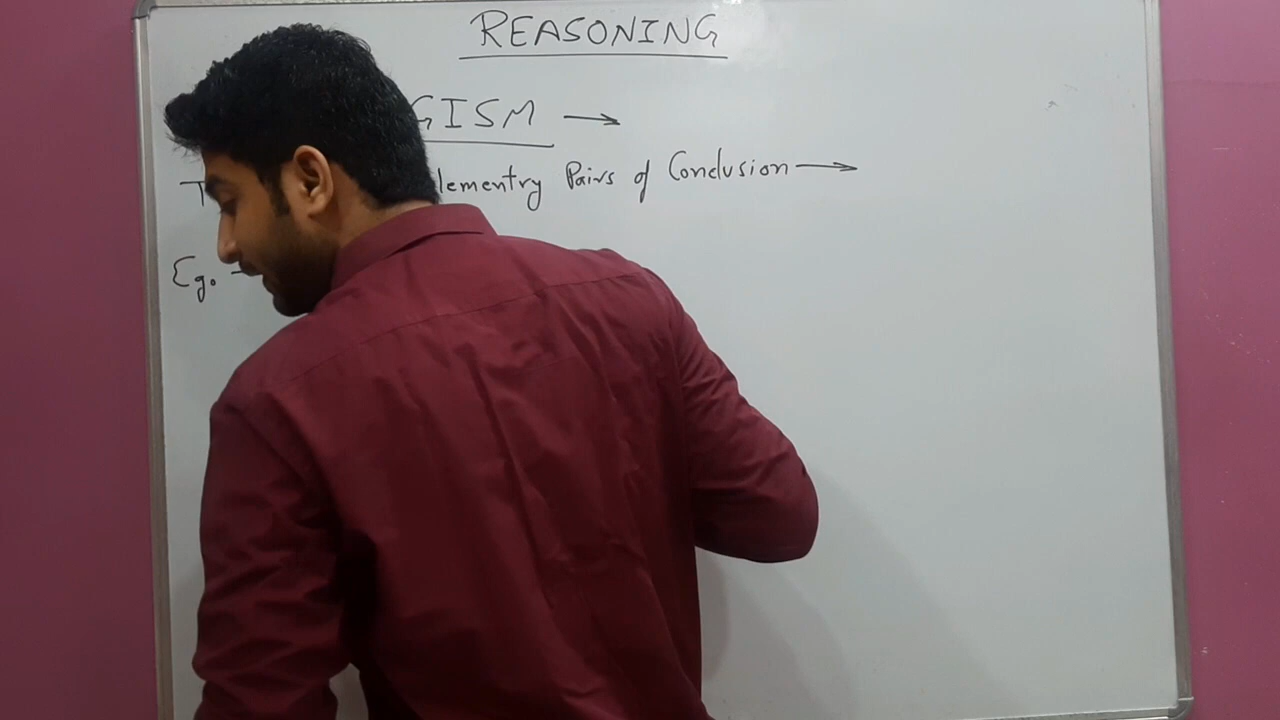 REASONING
GISM →
lementry Pairs of Conclusion →
Eg. -